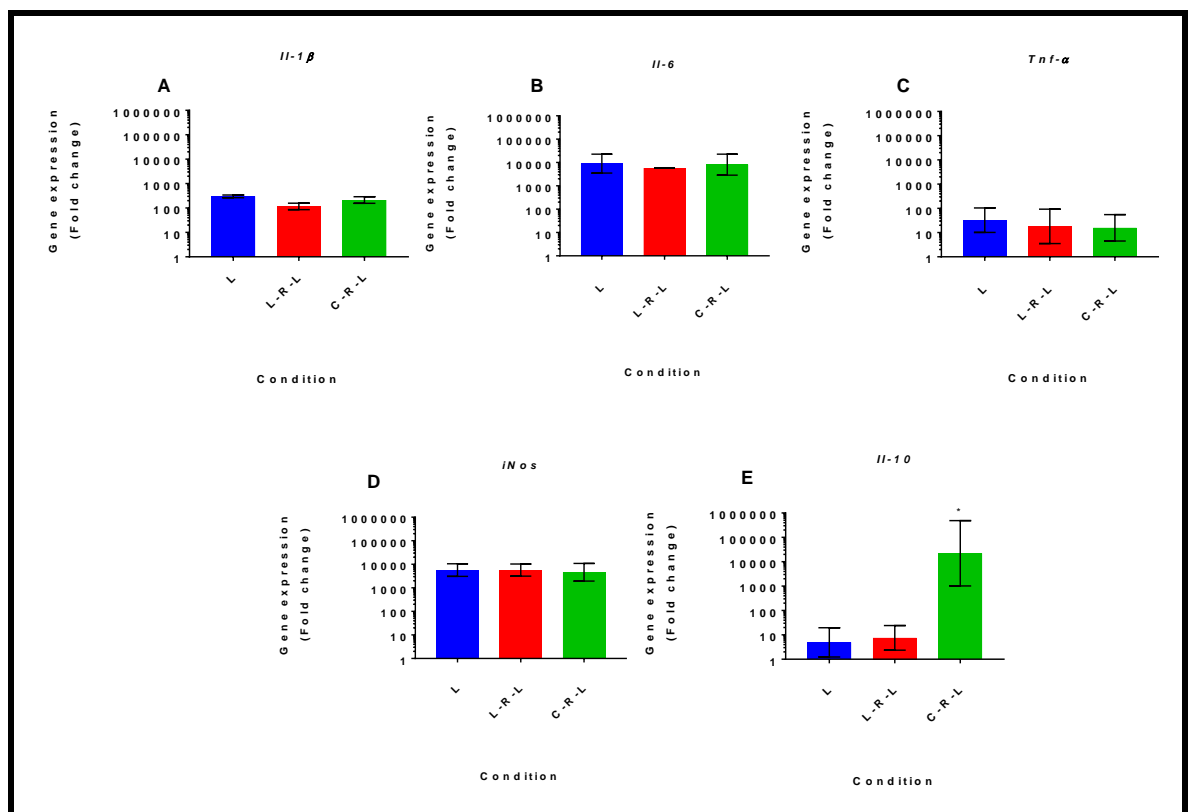 Il-1β
A
Gene expression
(Fold change)
1000000
100000
10000
1000
100
10
1
L
L-R-L
C-R-L
Condition
Il-6
B
Gene expression
(Fold change)
1000000
100000
10000
1000
100
10
1
L
L-R-L
C-R-L
Condition
Tnf-α
C
Gene expression
(Fold change)
1000000
100000
10000
1000
100
10
1
L
L-R-L
C-R-L
Condition
iNos
D
Gene expression
(Fold change)
1000000
100000
10000
1000
100
10
1
L
L-R-L
C-R-L
Condition
Il-10
E
Gene expression
(Fold change)
1000000
100000
10000
1000
100
10
1
*
L
L-R-L
C-R-L
Condition